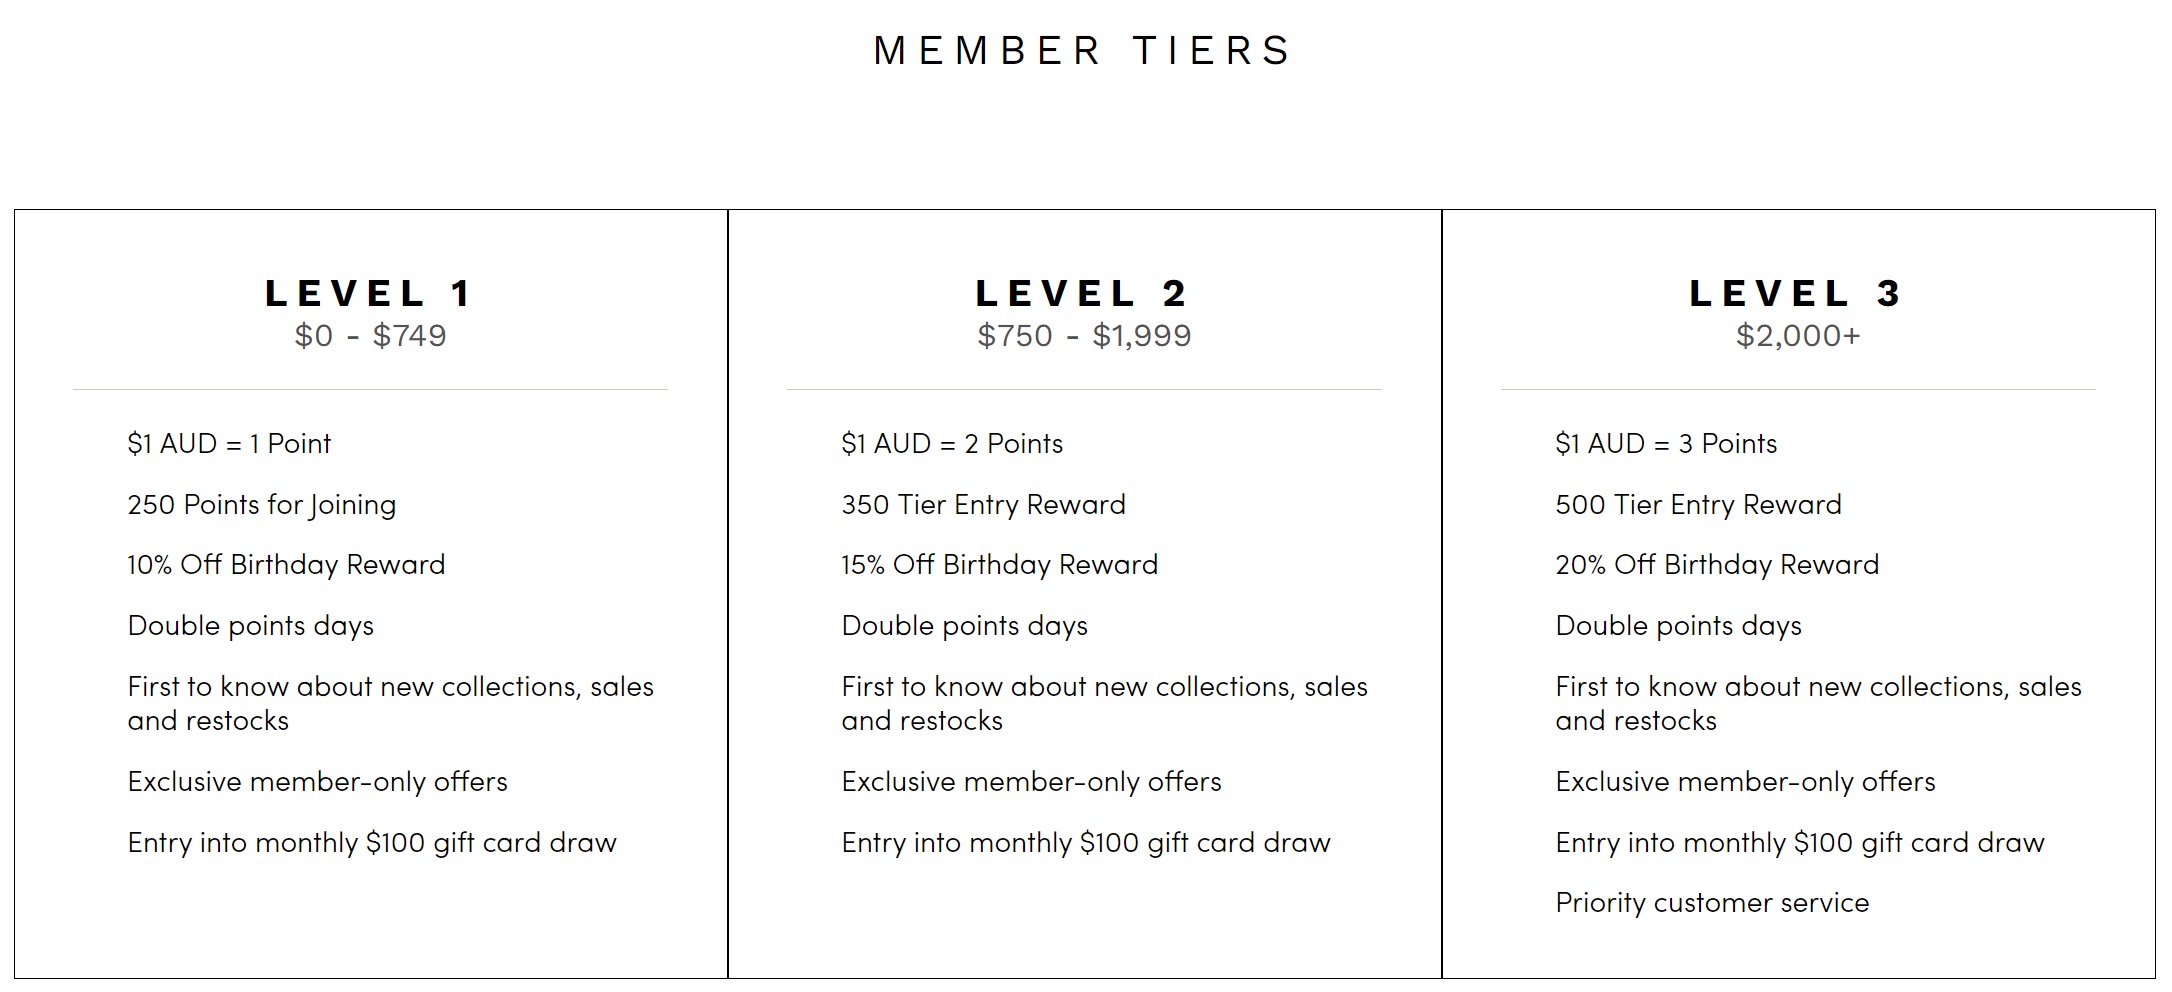 MEMBER TIERS
LEVEL 1
$0 - $749
$1 AUD = 1 Point
250 Points for Joining
10% Off Birthday Reward
Double points days
First to know about new collections, sales
and restocks
Exclusive member-only offers
Entry into monthly $100 gift card draw
LEVEL 2
$750 - $1,999
$1 AUD = 2 Points
350 Tier Entry Reward
15% Off Birthday Reward
Double points days
First to know about new collections, sales
and restocks
Exclusive member-only offers
Entry into monthly $100 gift card draw
LEVEL 3
$2,000+
$1 AUD = 3 Points
500 Tier Entry Reward
20% Off Birthday Reward
Double points days
First to know about new collections, sales
and restocks
Exclusive member-only offers
Entry into monthly $100 gift card draw
Priority customer service